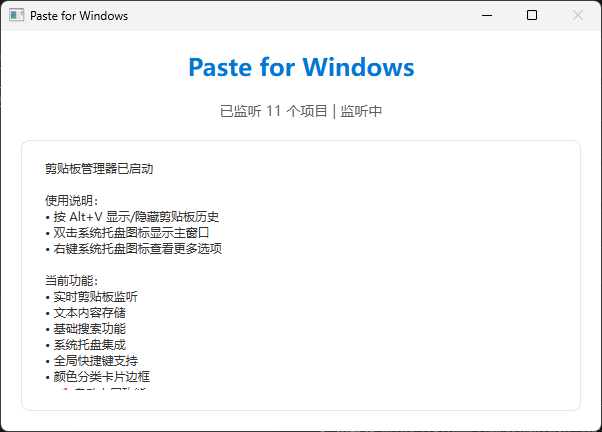 Paste for Windows
Paste for Windows
已监听 11 个项目 | 监听中
剪贴板管理器已启动
使用说明：
• 按 Alt+V 显示/隐藏剪贴板历史
• 双击系统托盘图标显示主窗口
• 右键系统托盘图标查看更多选项
当前功能：
• 实时剪贴板监听
• 文本内容存储
• 基础搜索功能
• 系统托盘集成
• 全局快捷键支持
• 颜色分类卡片边框